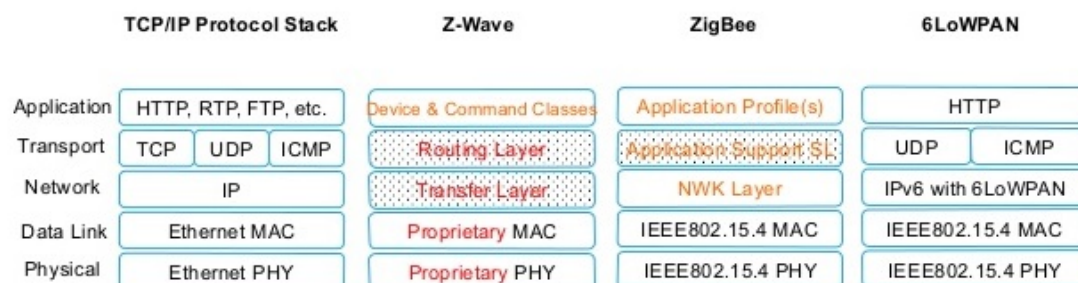 TCP/IP Protocol Stack Z-Wave ZigBee 6LoWPAN
Application HTTP, RTP, FTP, etc. Device & Command Classes Application Profile(s) HTTP
Transport TCP UDP ICMP Routing Layer Application Support SL UDP ICMP
Network IP Transfer Layer NWK Layer IPv6 with 6LoWPAN
Data Link Ethernet MAC Proprietary MAC IEEE802.15.4 MAC IEEE802.15.4 MAC
Physical Ethernet PHY Proprietary PHY IEEE802.15.4 PHY IEEE802.15.4 PHY